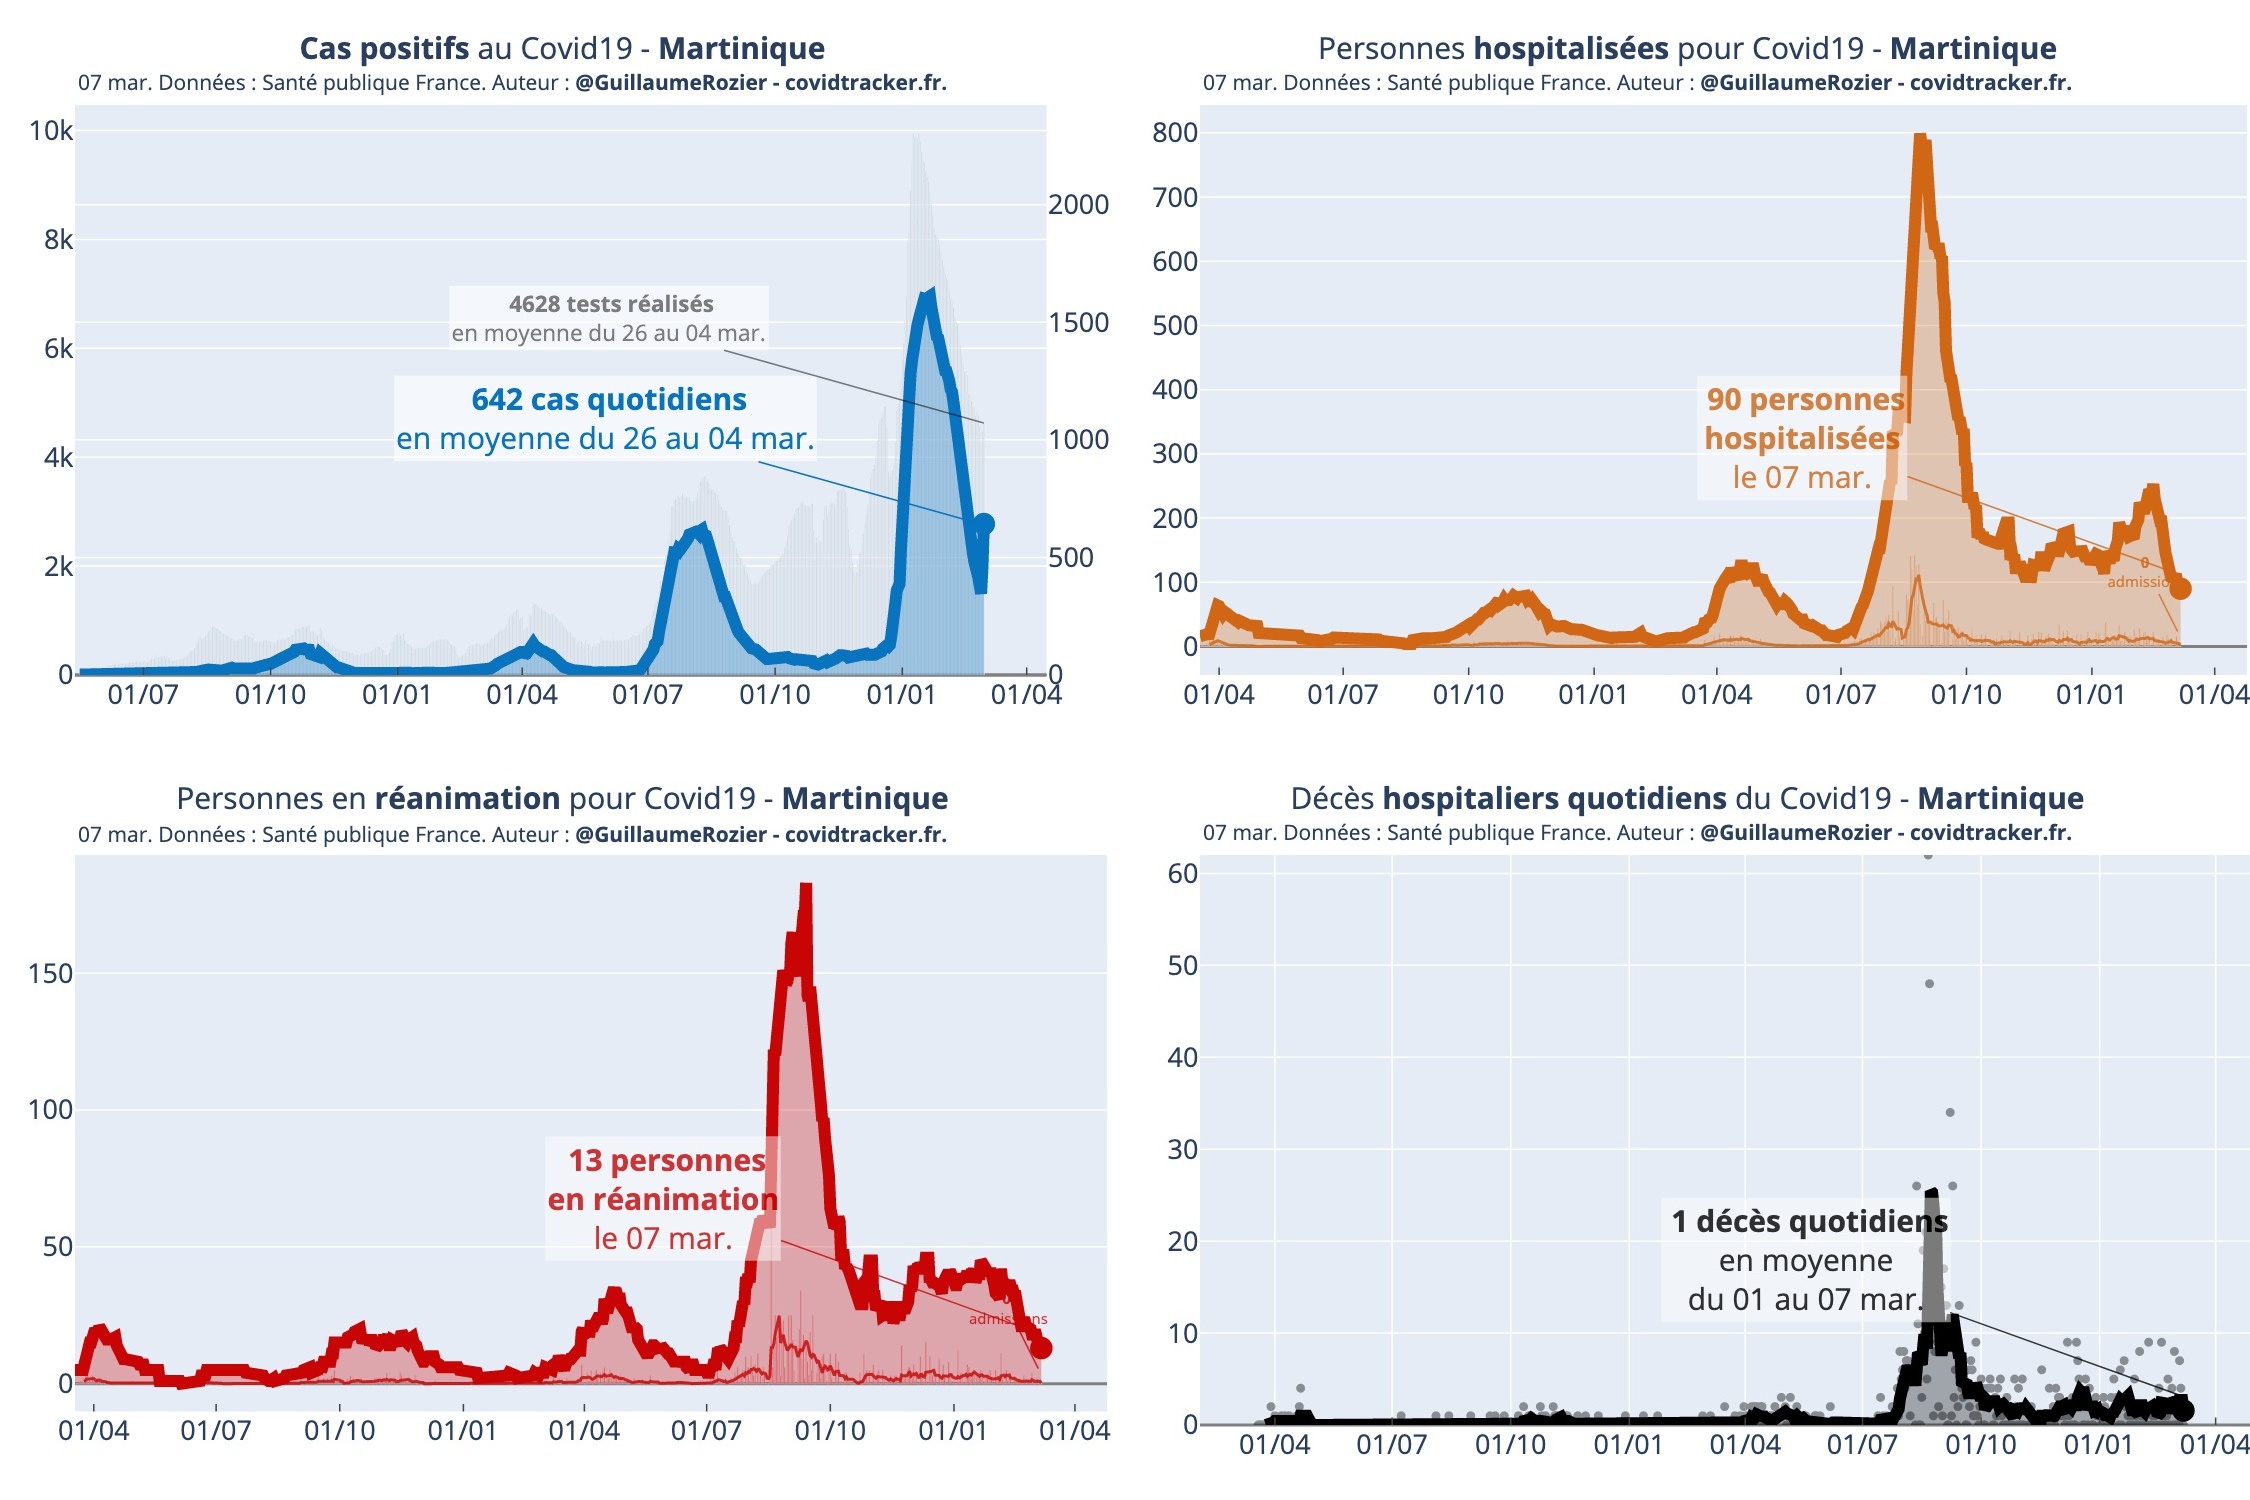 Cas positifs au Covid19 - Martinique
07 mar. Données : Santé publique France. Auteur : @GuillaumeRozier - covidtracker.fr.
10k
8k
6k
4k
2k
0
2000
1500
1000
500
0
4628 tests réalisés
en moyenne du 26 au 04 mar.
642 cas quotidiens
en moyenne du 26 au 04 mar.
01/07 01/10 01/01 01/04 01/07 01/10 01/01 01/04
Personnes hospitalisées pour Covid19 - Martinique
07 mar. Données : Santé publique France. Auteur : @GuillaumeRozier - covidtracker.fr.
800
700
600
500
400
300
200
100
0
90 personnes
hospitalisées
le 07 mar.
0
admissio
01/04 01/07 01/10 01/01 01/04 01/07 01/10 01/01 01/04
Personnes en réanimation pour Covid19 - Martinique
07 mar. Données : Santé publique France. Auteur : @GuillaumeRozier - covidtracker.fr.
150
100
50
0
13 personnes
en réanimation
le 07 mar.
0
admissions
01/04 01/07 01/10 01/01 01/04 01/07 01/10 01/01 01/04
Décès hospitaliers quotidiens du Covid19 - Martinique
07 mar. Données : Santé publique France. Auteur : @GuillaumeRozier - covidtracker.fr.
60
50
40
30
20
10
0
1 décès quotidiens
en moyenne
du 01 au 07 mar.
01/04 01/07 01/10 01/01 01/04 01/07 01/10 01/01 01/04